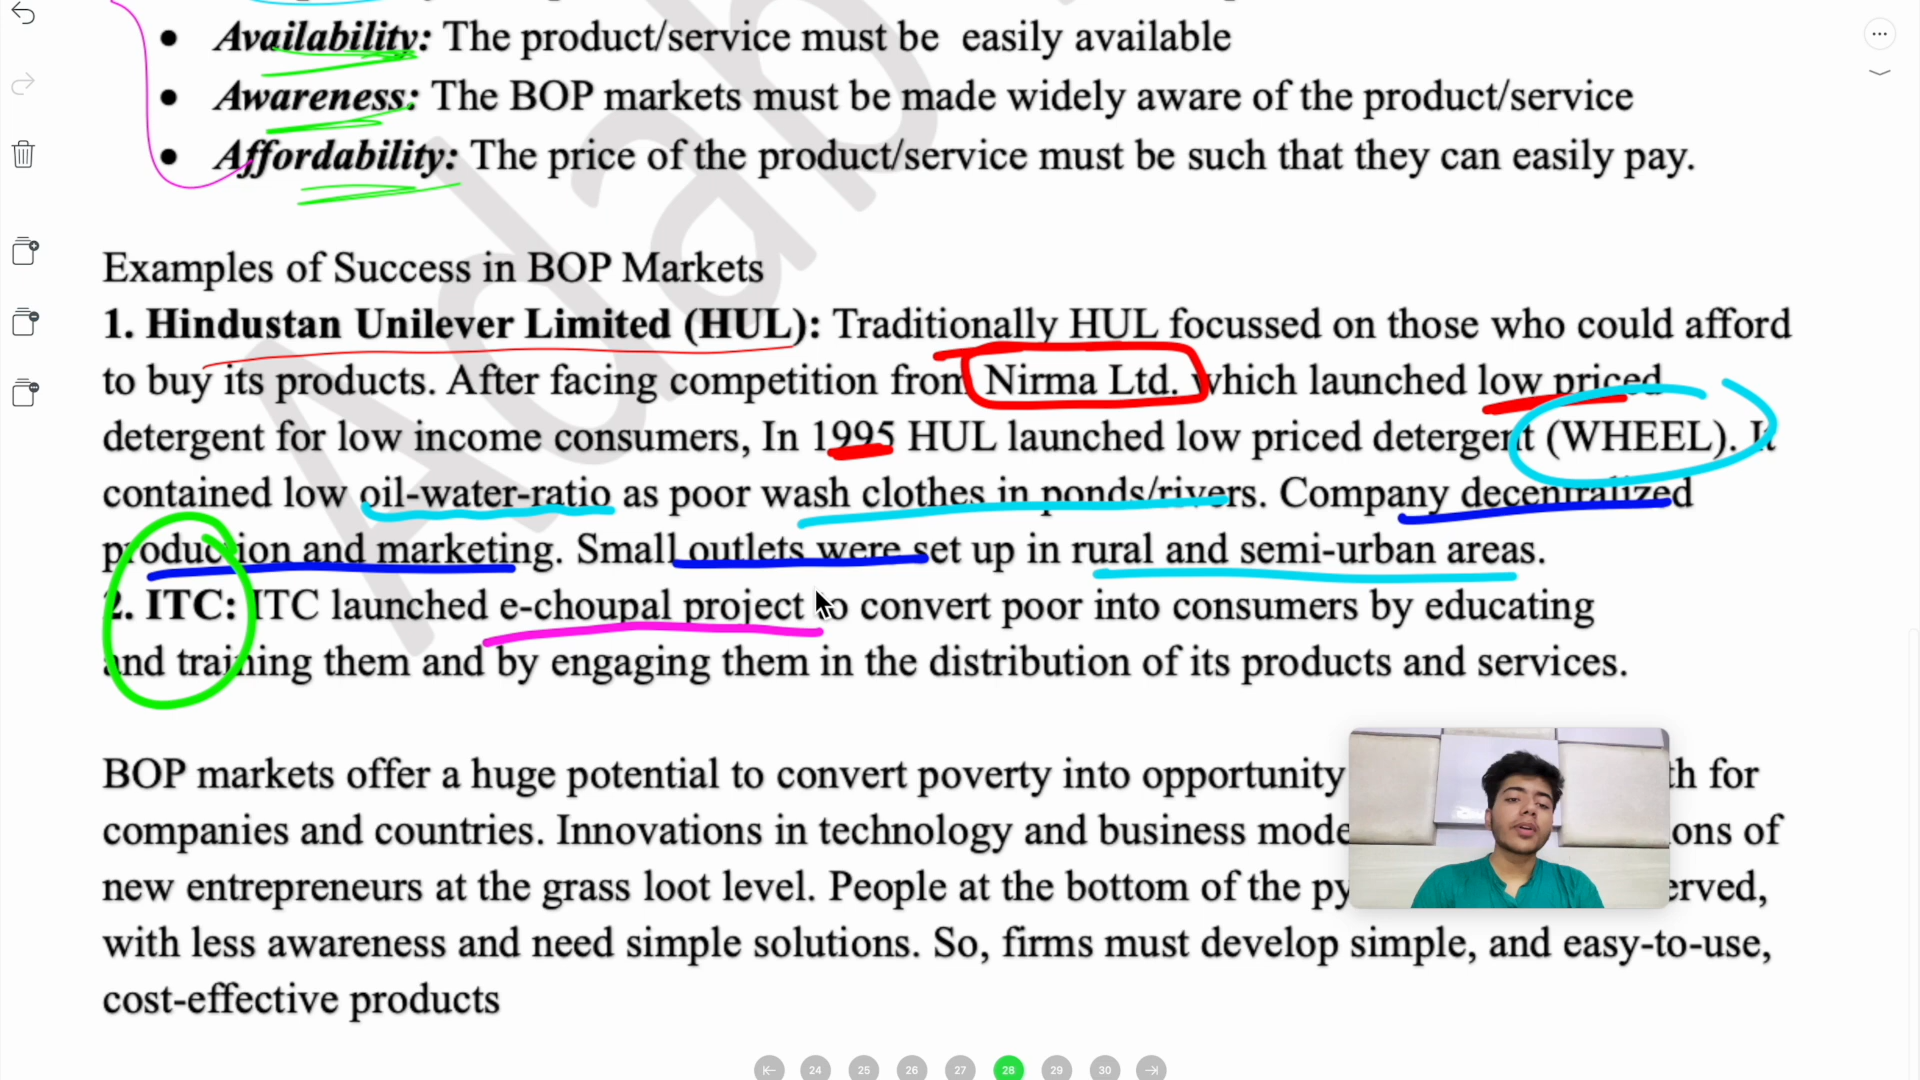 • Availability: The product/service must be easily available
• Awareness: The BOP markets must be made widely aware of the product/service
• Affordability: The price of the product/service must be such that they can easily pay.
Examples of Success in BOP Markets
1. Hindustan Unilever Limited (HUL): Traditionally HUL focussed on those who could afford
to buy its products. After facing competition from Nirma Ltd. which launched low priced
detergent for low income consumers, In 1995 HUL launched low priced detergent (WHEEL). It
contained low oil-water-ratio as poor wash clothes in ponds/rivers. Company decentralized
production and marketing. Small outlets were set up in rural and semi-urban areas.
2. ITC: ITC launched e-choupal project to convert poor into consumers by educating
and training them and by engaging them in the distribution of its products and services.
BOP markets offer a huge potential to convert poverty into opportunity th for
companies and countries. Innovations in technology and business mode ons of
new entrepreneurs at the grass loot level. People at the bottom of the py erved,
with less awareness and need simple solutions. So, firms must develop simple, and easy-to-use,
cost-effective products
24 25 26 27 28 29 30